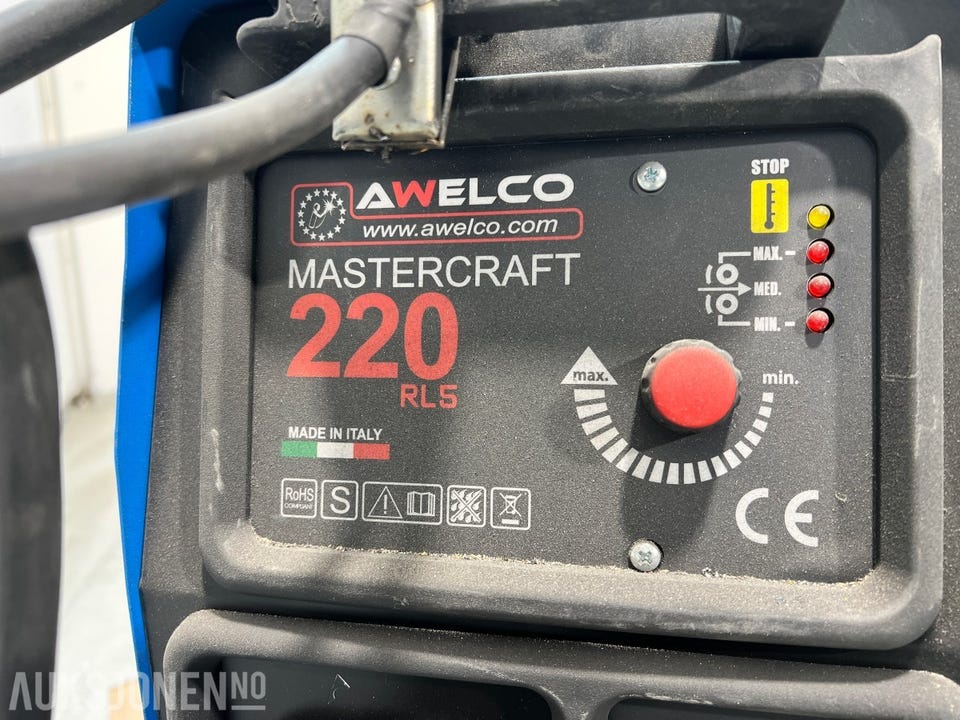 AWELCO
www.awelco.com
MASTERCRAFT
220
RL5
MADE IN ITALY
RoHS
COMPLIANT
S
STOP
MAX.
MED.
MIN.
max.
min.
CE
AUKSJONEN.NO